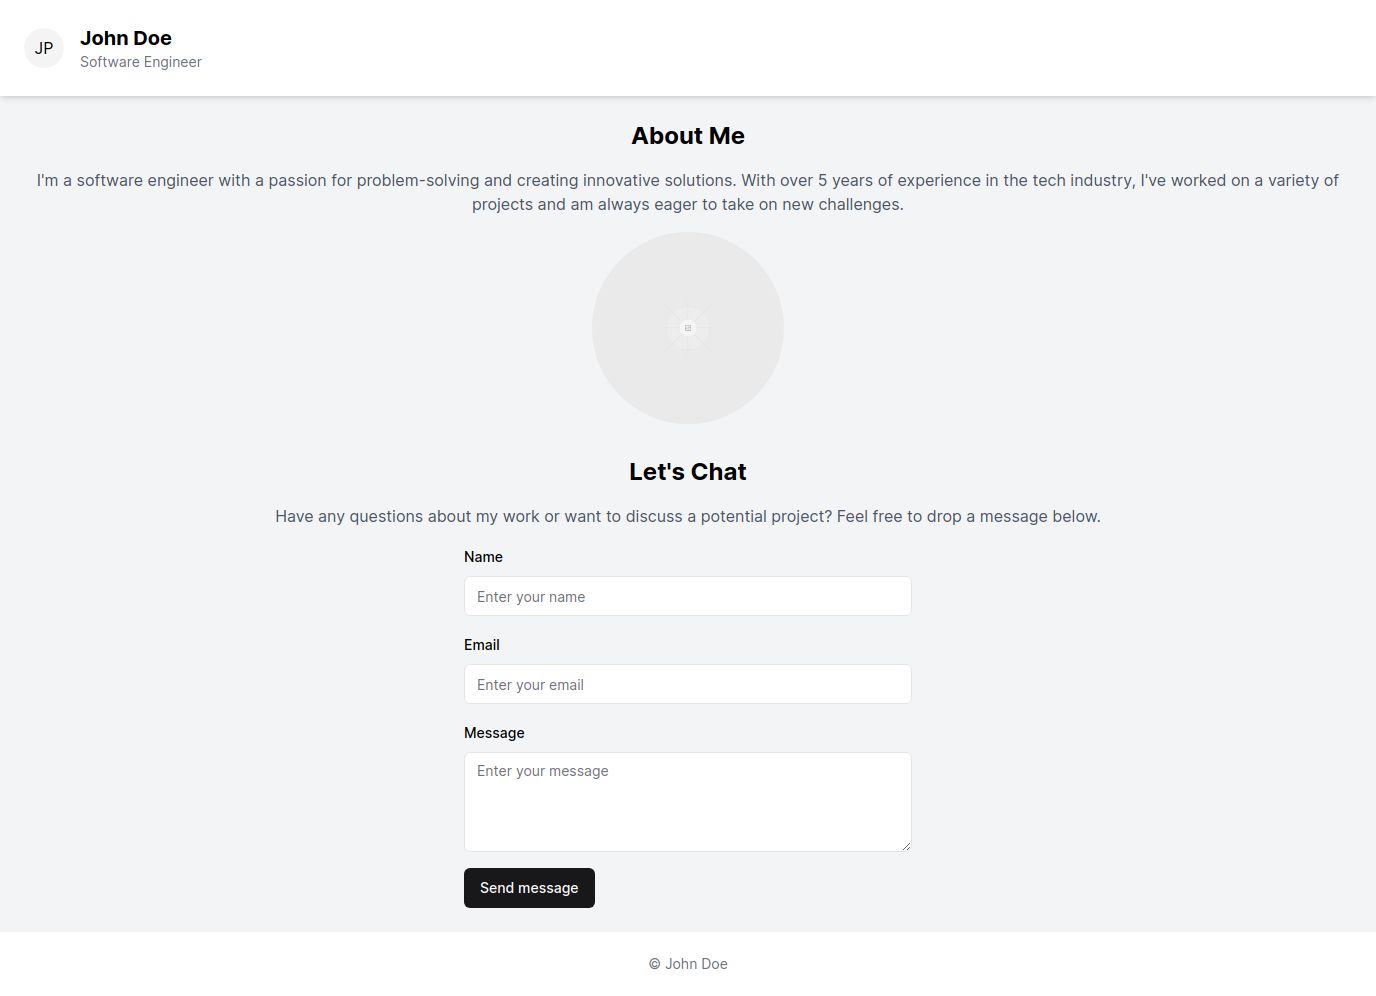 JP
John Doe
Software Engineer
About Me
I'm a software engineer with a passion for problem-solving and creating innovative solutions. With over 5 years of experience in the tech industry, I've worked on a variety of
projects and am always eager to take on new challenges.
Let's Chat
Have any questions about my work or want to discuss a potential project? Feel free to drop a message below.
Name
Enter your name
Email
Enter your email
Message
Enter your message
Send message
© John Doe